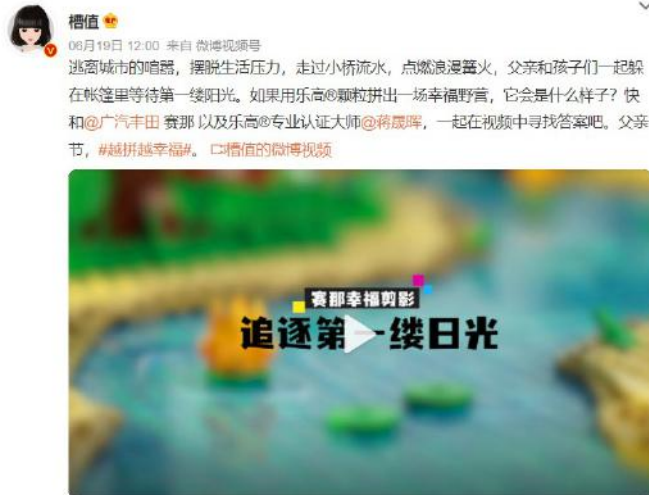 槽值
06月19日 12:00 来自 微博视频号
逃离城市的喧嚣，摆脱生活压力，走过小桥流水，点燃浪漫篝火，父亲和孩子们一起躲
在帐篷里等待第一缕阳光。如果用乐高®颗粒拼出一场幸福野营，它会是什么样子？快
和@广汽丰田 赛那 以及乐高®专业认证大师@蒋晟晖，一起在视频中寻找答案吧。父亲
节，#越拼越幸福#。 槽值的微博视频
赛那幸福剪影
追逐第一缕日光